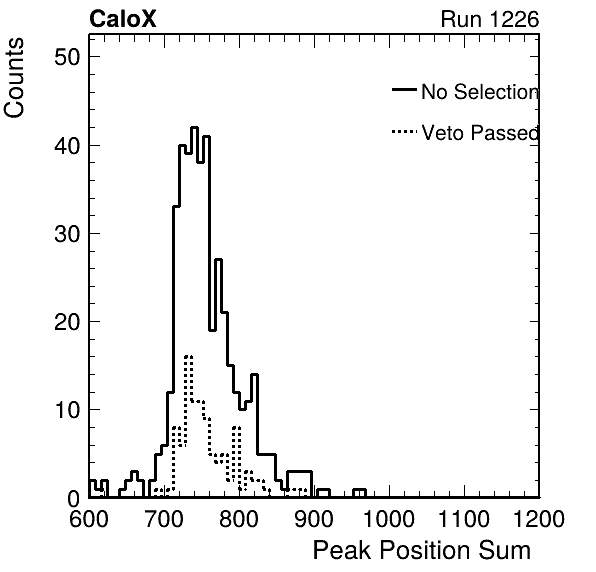 CaloX Run 1226
Counts
50
40
30
20
10
0
No Selection
Veto Passed
600 700 800 900 1000 1100 1200
Peak Position Sum